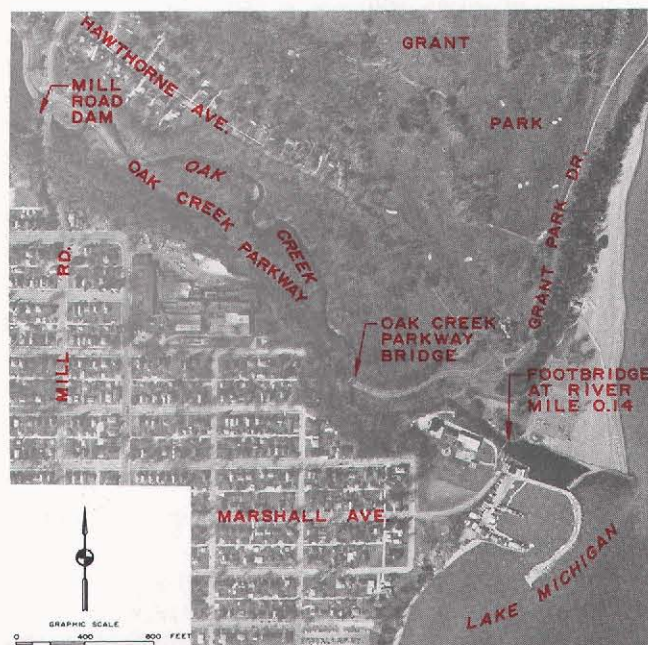 HAWTHORNE AVE.
GRANT
PARK
MILL
ROAD
DAM
OAK
CREEK
OAK CREEK PARKWAY
GRANT PARK DR.
MILL RD.
OAK CREEK
PARKWAY
BRIDGE
FOOTBRIDGE
AT RIVER
MILE 0.14
MARSHALL AVE.
LAKE MICHIGAN
GRAPHIC SCALE
0 400 800 FEET